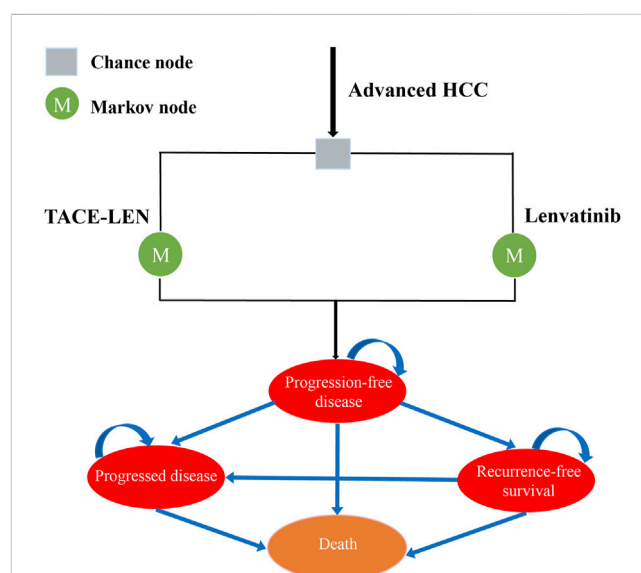 Chance node
M
Markov node
Advanced HCC
TACE-LEN
Lenvatinib
M
M
Progression-free
disease
Progressed disease
Recurrence-free
survival
Death